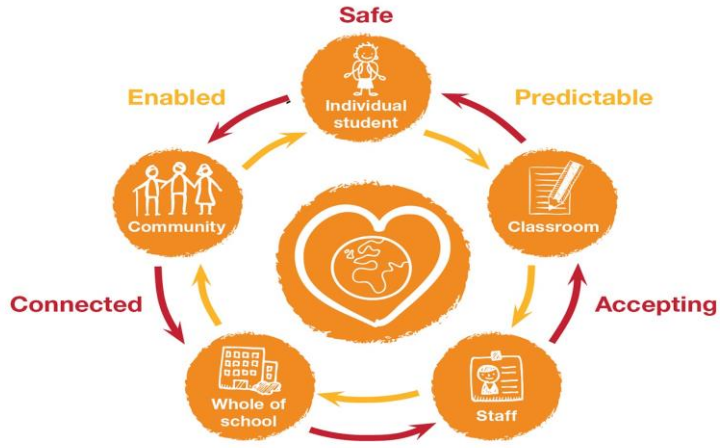 Safe
Enabled
Predictable
Individual
student
Community
Classroom
Connected
Accepting
Whole of
school
Staff